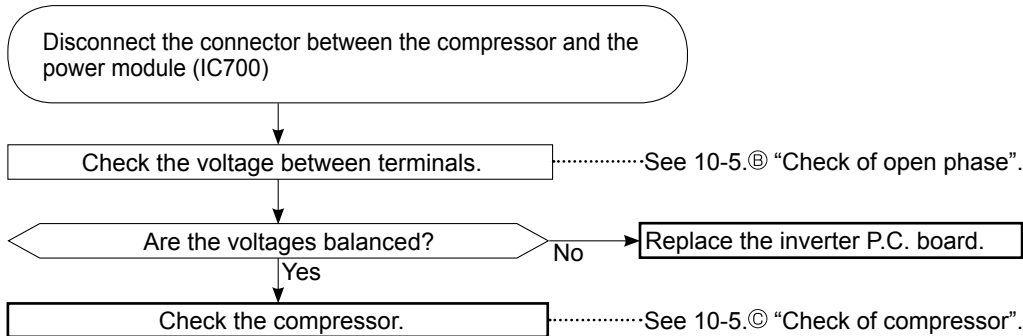 Disconnect the connector between the compressor and the
power module (IC700)
Check the voltage between terminals.
See 10-5.Ⓑ “Check of open phase”.
Are the voltages balanced?
No
Replace the inverter P.C. board.
Yes
Check the compressor.
See 10-5.Ⓒ “Check of compressor”.